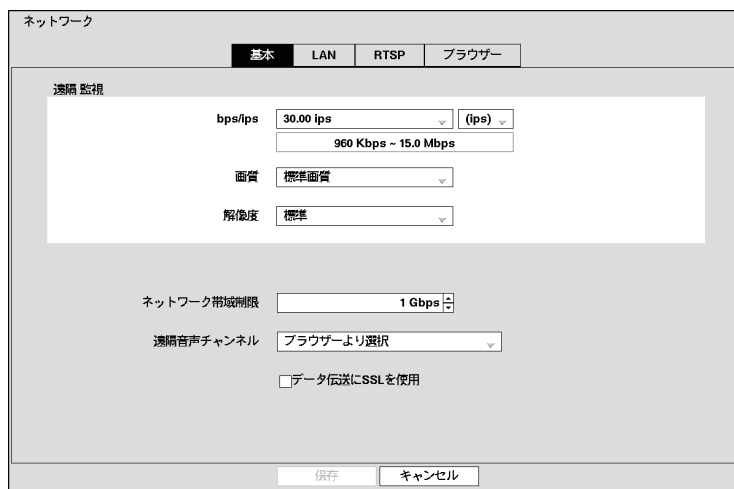 ネットワーク
基本 LAN RTSP ブラウザー
遠隔 監視
bps/ips 30.00 ips (ips)
960 Kbps ~ 15.0 Mbps
画質 標準画質
解像度 標準
ネットワーク帯域制限 1 Gbps
遠隔音声チャンネル ブラウザーより選択
データ伝送にSSLを使用
保存 キャンセル